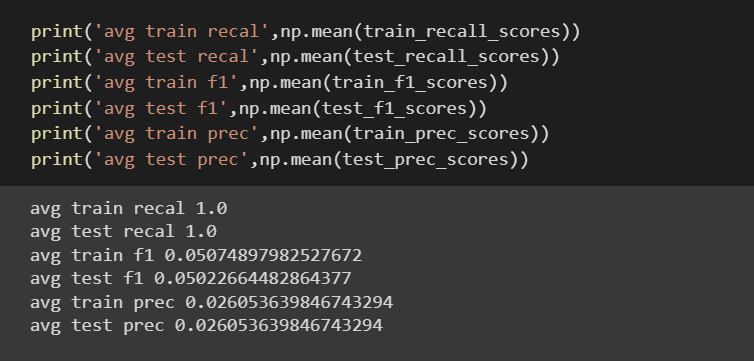 print('avg train recal',np.mean(train_recall_scores))
print('avg test recal',np.mean(test_recall_scores))
print('avg train f1',np.mean(train_f1_scores))
print('avg test f1',np.mean(test_f1_scores))
print('avg train prec',np.mean(train_prec_scores))
print('avg test prec',np.mean(test_prec_scores))
avg train recal 1.0
avg test recal 1.0
avg train f1 0.05074897982527672
avg test f1 0.05022664482864377
avg train prec 0.026053639846743294
avg test prec 0.026053639846743294